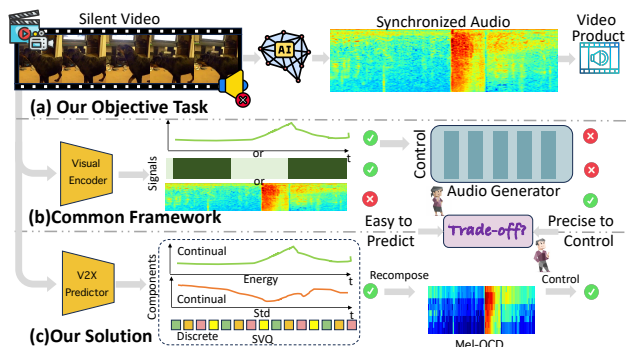 Silent Video
Synchronized Audio
Video
Product
AI
(a) Our Objective Task
Visual
Encoder
Signals
or
or
t
Control
Audio Generator
(b)Common Framework
Easy to
Predict
Trade-off?
Precise to
Control
V2X
Predictor
Components
Continual
Energy
t
Continual
Std
t
Discrete
SVQ
Recompose
Control
(c)Our Solution
Mel-QCD